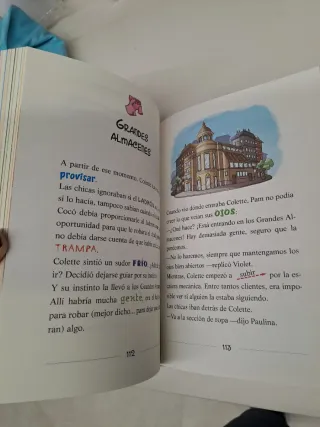 GRANDES
ALMACENES
A partir de ese momento,
provisar.
Las chicas ignoraban si el LADRÓN
si lo hacía, tampoco sabían
Cocó debía proporcionarle al
oportunidad para que le robara
no debía darse cuenta de que todo
TRAMPA.
Colette sintió un sudor FRÍO.
ir? Decidió dejarse guiar por su
Y su instinto la llevó a los Grandes
Allí habría mucha gente,
para robar (mejor dicho... para
ran) algo.
112
Cuando vio dónde entraba Colette, Pam no podía
creer lo que veían sus OJOS.
—¿Qué hace? ¡Está entrando en los Grandes Al-
macenes! Hay demasiada gente, seguro que la
perdemos.
—No lo haremos, siempre que mantengamos los
ojos bien abiertos —replicó Violet.
Mientras, Colette empezó a subir por la es-
calera mecánica. Entre tantos clientes, era impo-
sible ver si alguien la estaba siguiendo.
Las chicas iban detrás de Colette.
—Va a la sección de ropa —dijo Paulina.
113